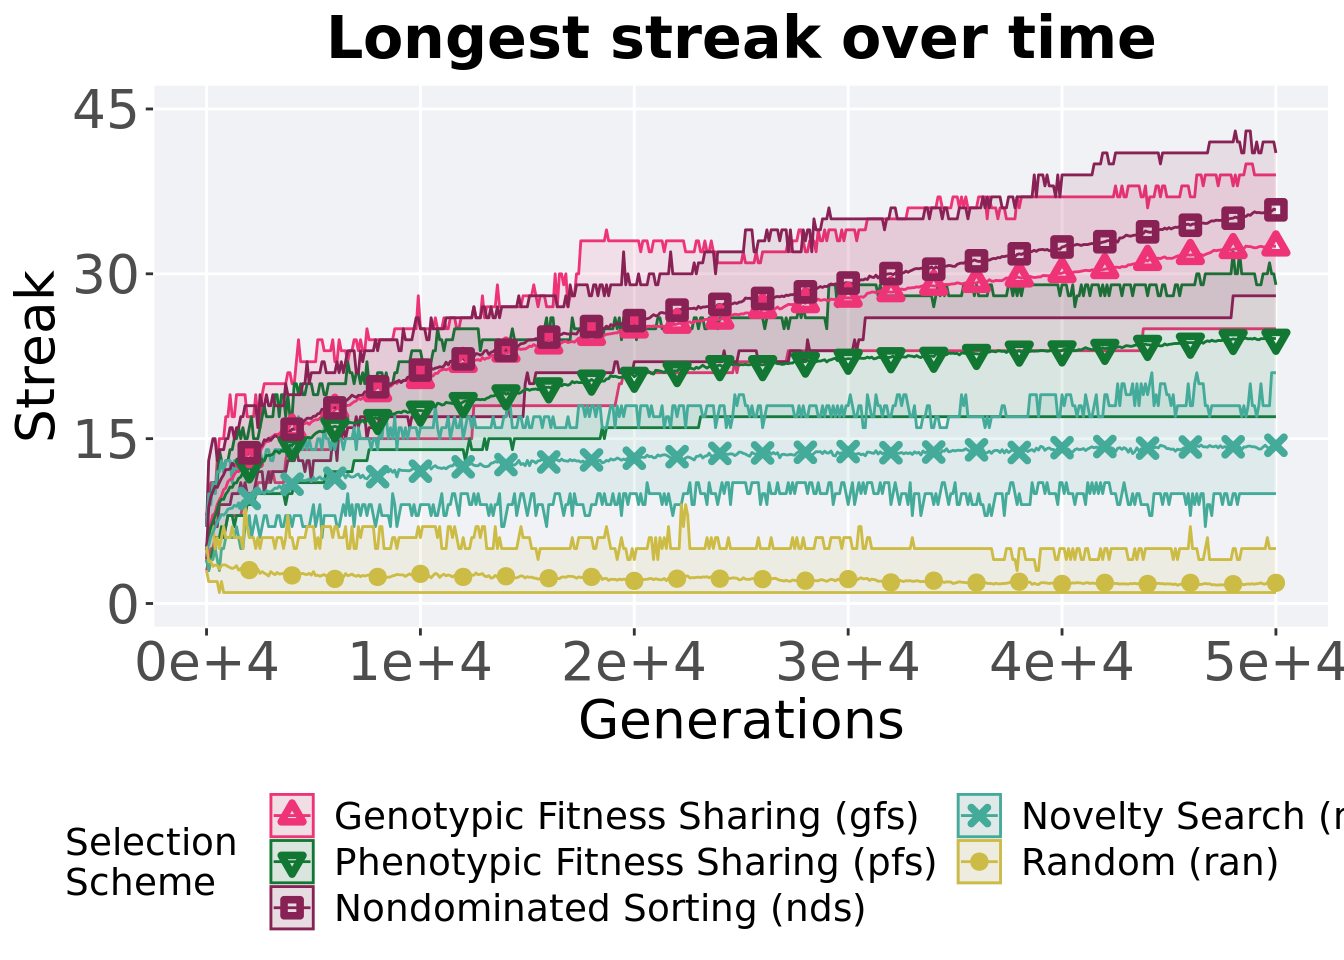 Longest streak over time
45
30
15
0
Streak
0e+4 1e+4 2e+4 3e+4 4e+4 5e+4
Generations
Selection
Scheme
Genotypic Fitness Sharing (gfs)
Phenotypic Fitness Sharing (pfs)
Nondominated Sorting (nds)
Novelty Search
Random (ran)